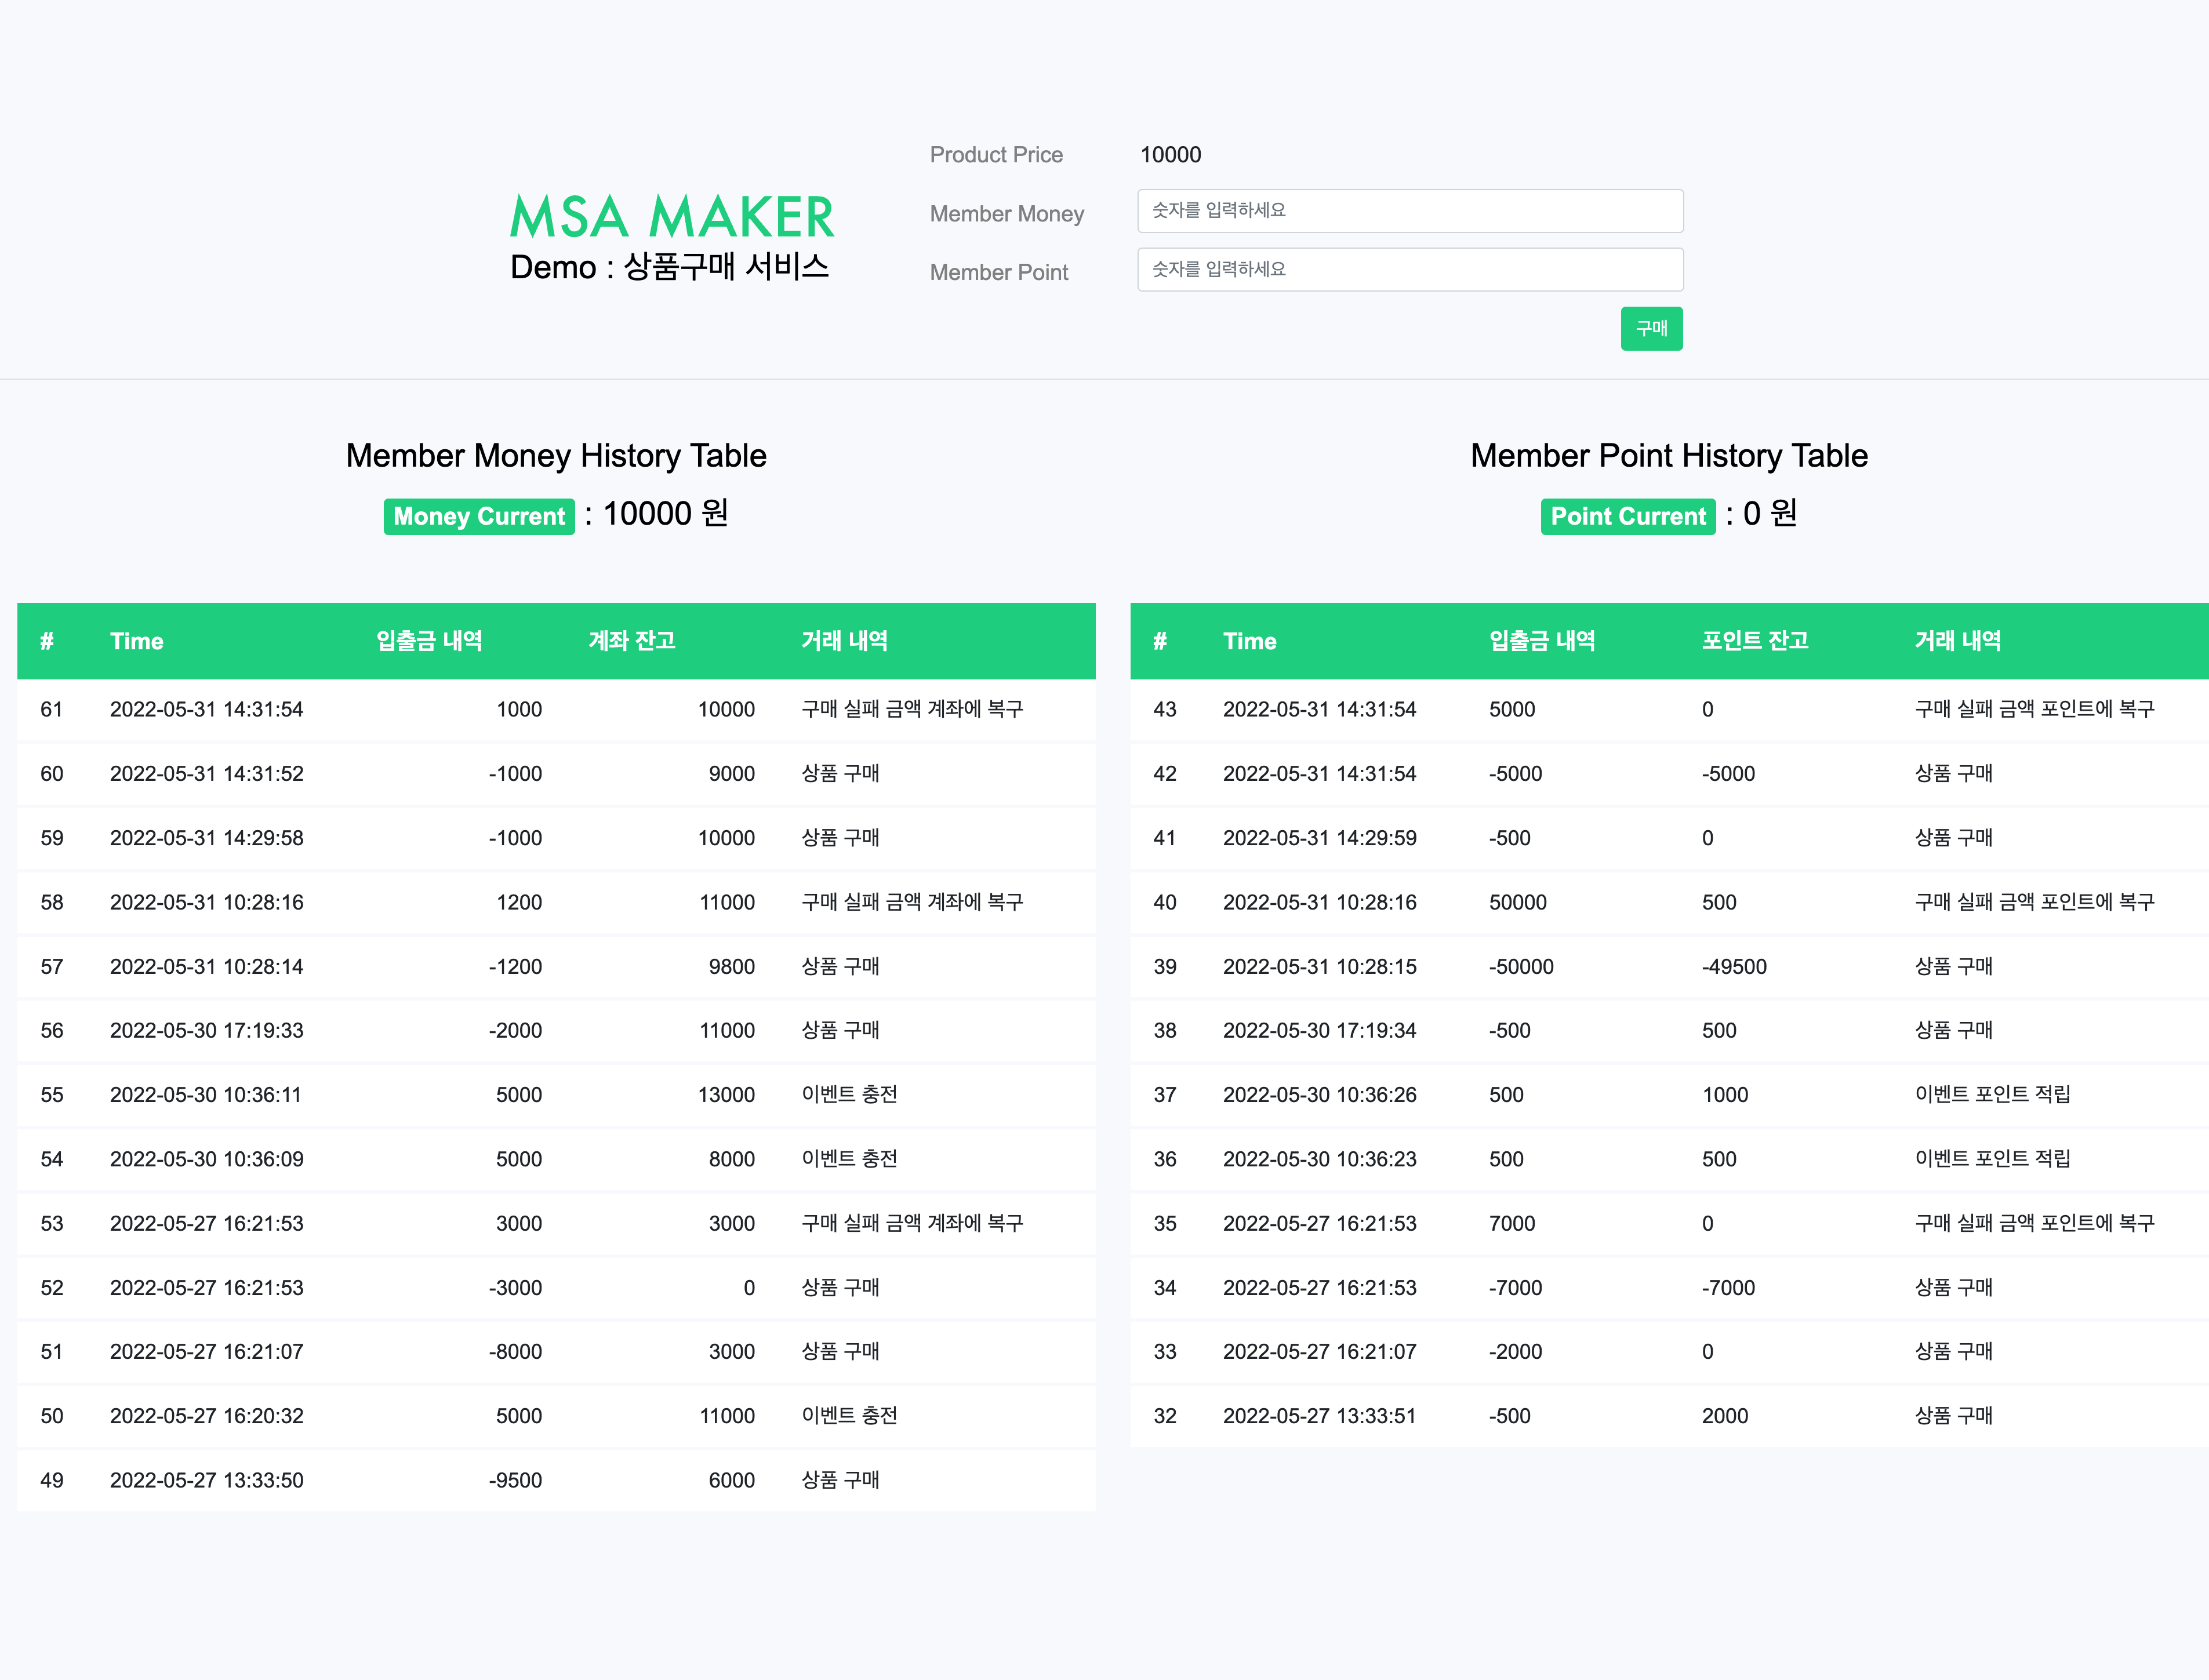 MSA MAKER
Demo : 상품구매 서비스
Product Price 10000
Member Money 숫자를 입력하세요
Member Point 숫자를 입력하세요
구매
Member Money History Table
Money Current : 10000 원
# Time 입출금 내역 계좌 잔고 거래 내역
61 2022-05-31 14:31:54 1000 10000 구매 실패 금액 계좌에 복구
60 2022-05-31 14:31:52 -1000 9000 상품 구매
59 2022-05-31 14:29:58 -1000 10000 상품 구매
58 2022-05-31 10:28:16 1200 11000 구매 실패 금액 계좌에 복구
57 2022-05-31 10:28:14 -1200 9800 상품 구매
56 2022-05-30 17:19:33 -2000 11000 상품 구매
55 2022-05-30 10:36:11 5000 13000 이벤트 충전
54 2022-05-30 10:36:09 5000 8000 이벤트 충전
53 2022-05-27 16:21:53 3000 3000 구매 실패 금액 계좌에 복구
52 2022-05-27 16:21:53 -3000 0 상품 구매
51 2022-05-27 16:21:07 -8000 3000 상품 구매
50 2022-05-27 16:20:32 5000 11000 이벤트 충전
49 2022-05-27 13:33:50 -9500 6000 상품 구매
Member Point History Table
Point Current : 0 원
# Time 입출금 내역 포인트 잔고 거래 내역
43 2022-05-31 14:31:54 5000 0 구매 실패 금액 포인트에 복구
42 2022-05-31 14:31:54 -5000 -5000 상품 구매
41 2022-05-31 14:29:59 -500 0 상품 구매
40 2022-05-31 10:28:16 50000 500 구매 실패 금액 포인트에 복구
39 2022-05-31 10:28:15 -50000 -49500 상품 구매
38 2022-05-30 17:19:34 -500 500 상품 구매
37 2022-05-30 10:36:26 500 1000 이벤트 포인트 적립
36 2022-05-30 10:36:23 500 500 이벤트 포인트 적립
35 2022-05-27 16:21:53 7000 0 구매 실패 금액 포인트에 복구
34 2022-05-27 16:21:53 -7000 -7000 상품 구매
33 2022-05-27 16:21:07 -2000 0 상품 구매
32 2022-05-27 13:33:51 -500 2000 상품 구매